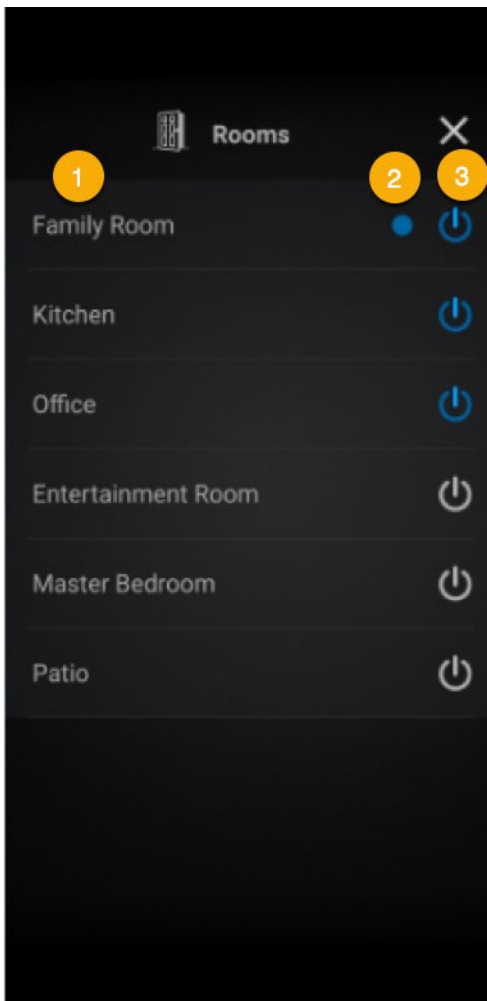 Rooms
1
2
3
Family Room
Kitchen
Office
Entertainment Room
Master Bedroom
Patio